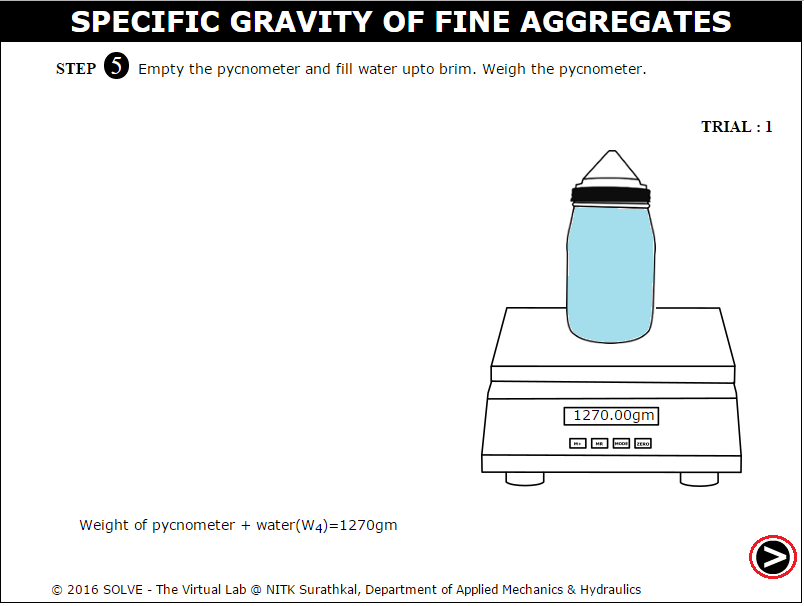 SPECIFIC GRAVITY OF FINE AGGREGATES
STEP 5 Empty the pycnometer and fill water upto brim. Weigh the pycnometer.
TRIAL : 1
1270.00gm
M+ MR MODE ZERO
Weight of pycnometer + water(W4)=1270gm
>
© 2016 SOLVE - The Virtual Lab @ NITK Surathkal, Department of Applied Mechanics & Hydraulics